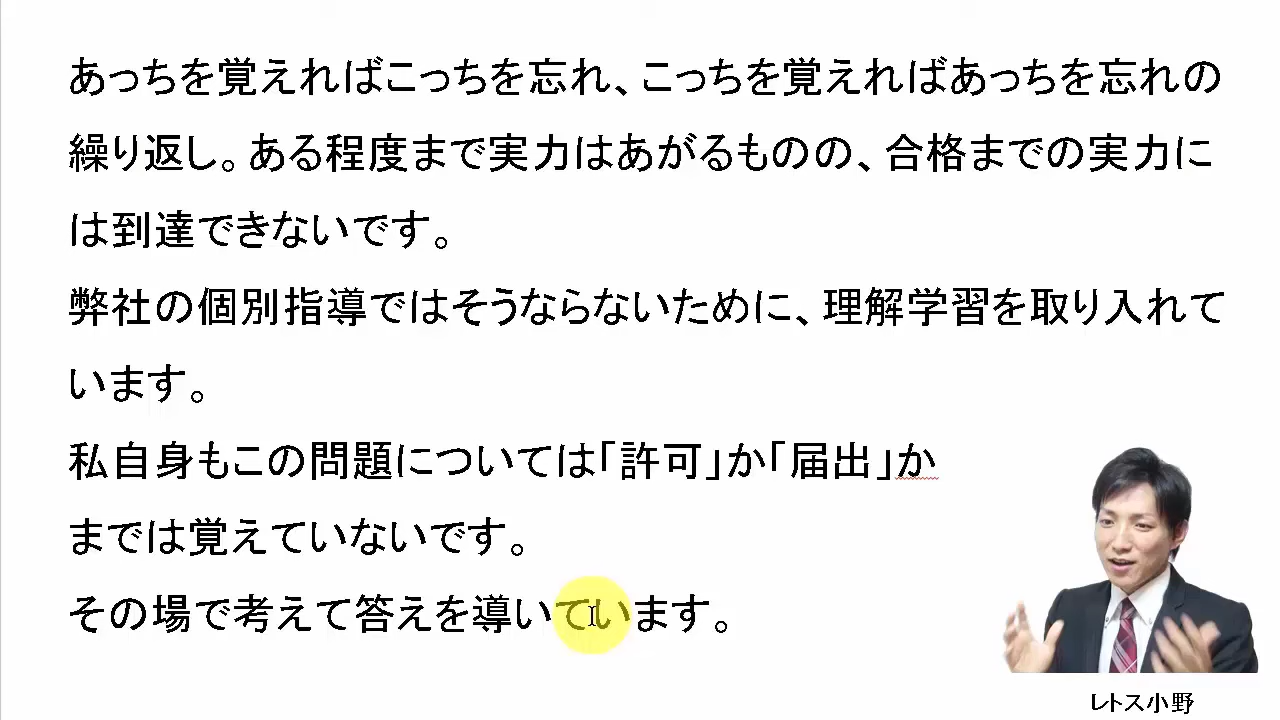 あっちを覚えればこっちを忘れ、こっちを覚えればあっちを忘れの
繰り返し。ある程度まで実力はあがるものの、合格までの実力に
は到達できないです。
弊社の個別指導ではそうならないために、理解学習を取り入れて
います。
私自身もこの問題については「許可」か「届出」か
までは覚えていないです。
その場で考えて答えを導いています。
レトス小野